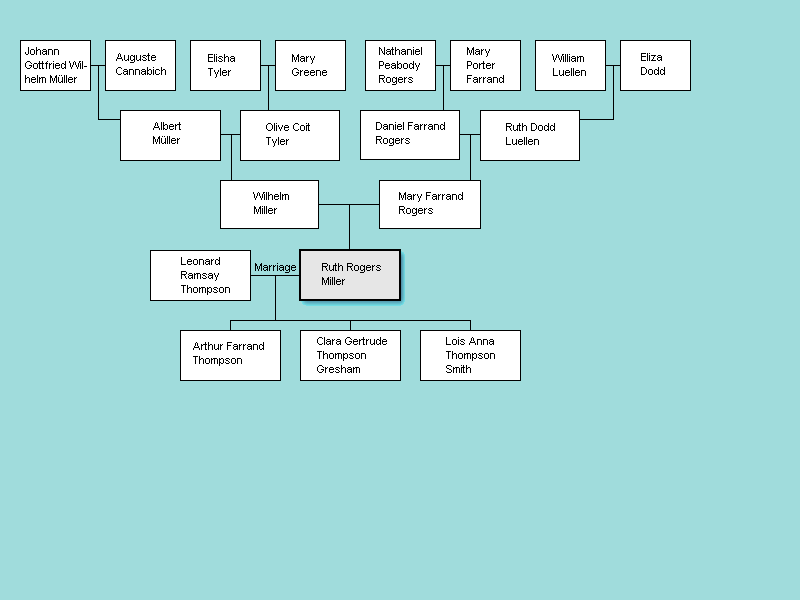 Johann
Gottfried Wil-
helm Müller
Auguste
Cannabich
Elisha
Tyler
Mary
Greene
Nathaniel
Peabody
Rogers
Mary
Porter
Farrand
William
Luellen
Eliza
Dodd
Albert
Müller
Olive Coit
Tyler
Daniel Farrand
Rogers
Ruth Dodd
Luellen
Wilhelm
Miller
Mary Farrand
Rogers
Leonard
Ramsay
Thompson
Marriage
Ruth Rogers
Miller
Arthur Farrand
Thompson
Clara Gertrude
Thompson
Gresham
Lois Anna
Thompson
Smith